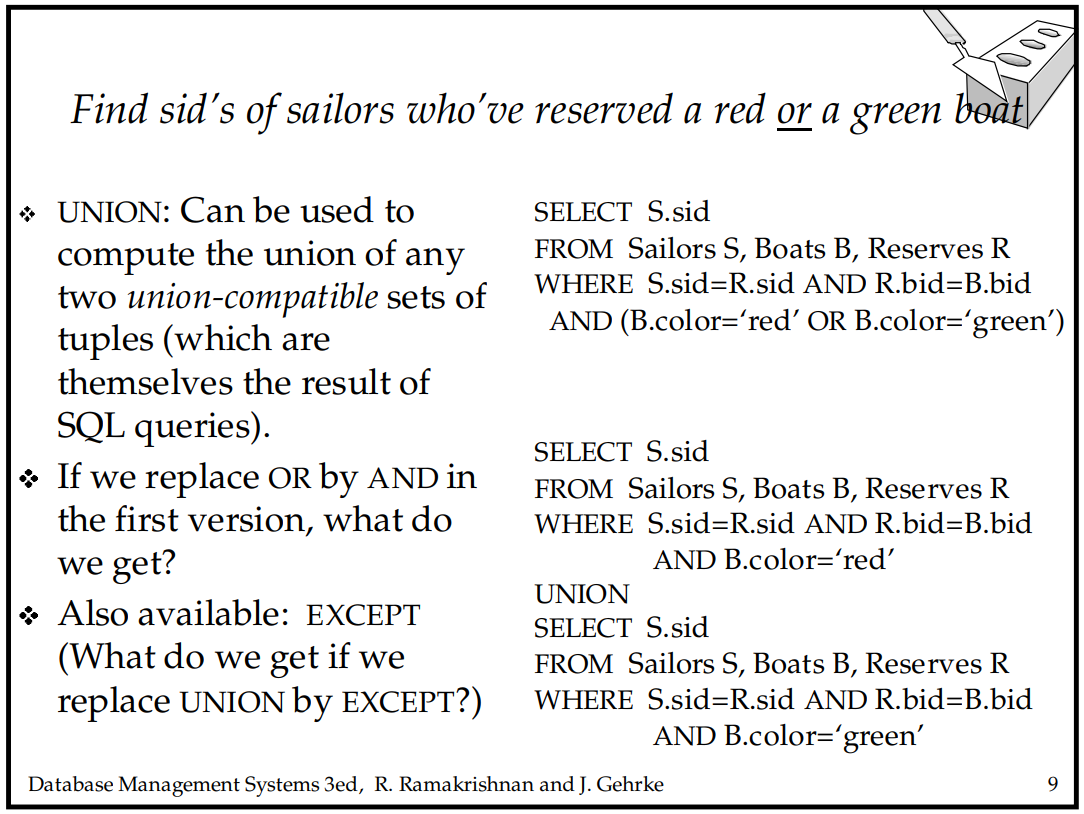 Find sid's of sailors who've reserved a red or a green boat
❖ UNION: Can be used to
compute the union of any
two union-compatible sets of
tuples (which are
themselves the result of
SQL queries).
❖ If we replace OR by AND in
the first version, what do
we get?
❖ Also available: EXCEPT
(What do we get if we
replace UNION by EXCEPT?)
SELECT S.sid
FROM Sailors S, Boats B, Reserves R
WHERE S.sid=R.sid AND R.bid=B.bid
AND (B.color=‘red’ OR B.color=‘green’)
SELECT S.sid
FROM Sailors S, Boats B, Reserves R
WHERE S.sid=R.sid AND R.bid=B.bid
AND B.color=‘red’
UNION
SELECT S.sid
FROM Sailors S, Boats B, Reserves R
WHERE S.sid=R.sid AND R.bid=B.bid
AND B.color=‘green’
Database Management Systems 3ed, R. Ramakrishnan and J. Gehrke 9